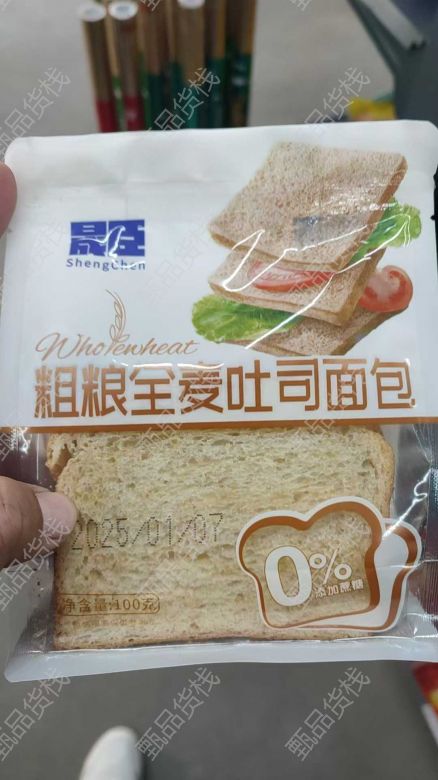 晟臣
ShengChen
Wholewheat
粗粮全麦吐司面包
2025/01/07
0%
添加蔗糖
净含量:100克
甄品货栈